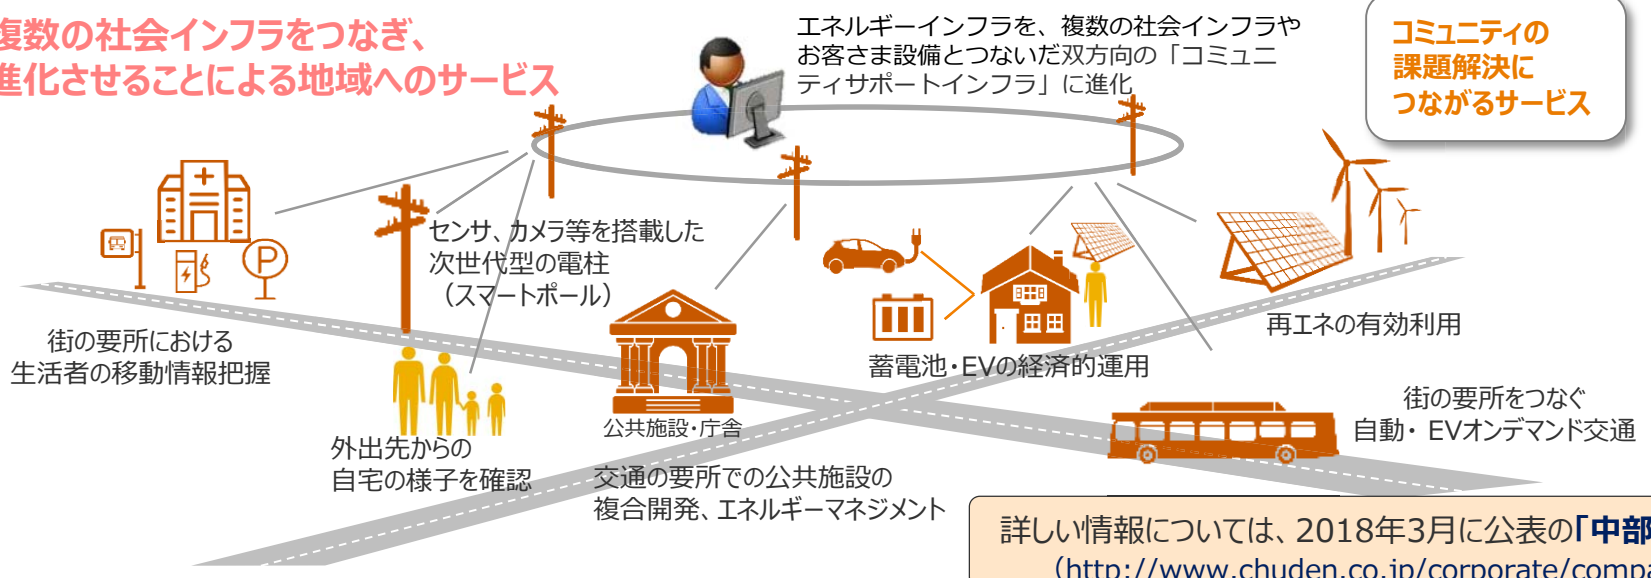 複数の社会インフラをつなぎ、
進化させることによる地域へのサービス
エネルギーインフラを、複数の社会インフラや
お客さま設備とつないだ双方向の「コミュニ
ティサポートインフラ」に進化
コミュニティの
課題解決に
つながるサービス
センサ、カメラ等を搭載した
次世代型の電柱
（スマートポール）
P
街の要所における
生活者の移動情報把握
外出先からの
自宅の様子を確認
公共施設・庁舎
交通の要所での公共施設の
複合開発、エネルギーマネジメント
蓄電池・EVの経済的運用
再エネの有効利用
街の要所をつなぐ
自動・ EVオンデマンド交通
詳しい情報については、2018年3月に公表の「中部
（http://www.chuden.co.jp/corporate/compa